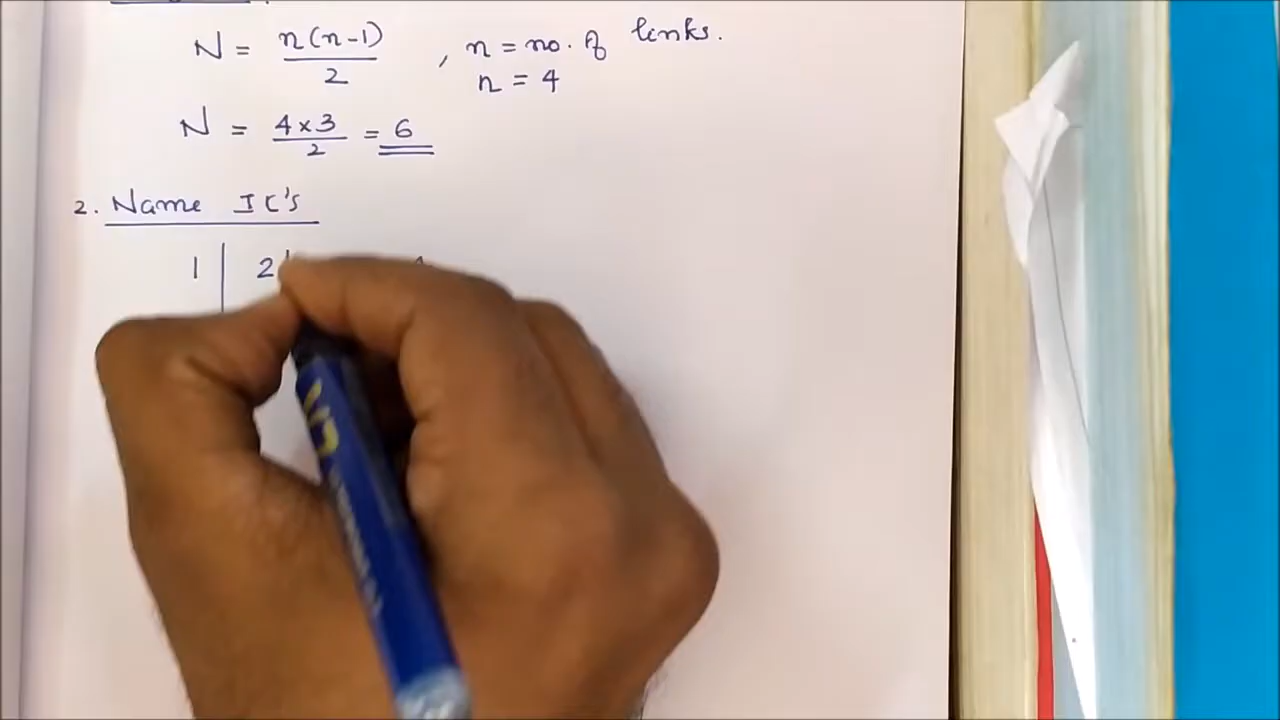 N = n(n-1)/2 , n = no. of links.
n = 4
N = 4×3/2 = 6
2. Name IC's
1 | 2 |